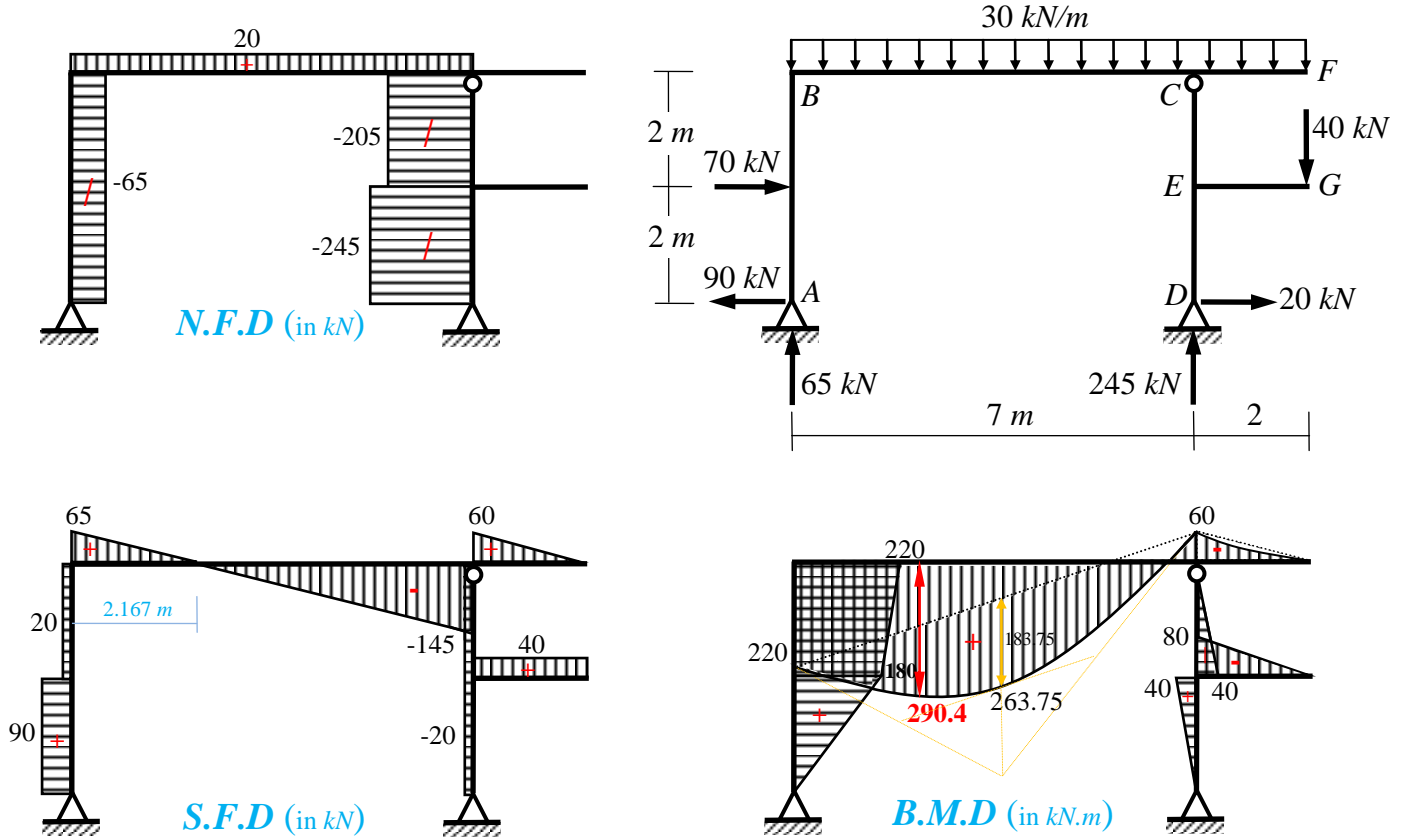 20
+
-205
-65
-245
N.F.D (in kN)
30 kN/m
B
C
F
2 m
70 kN
40 kN
E
G
2 m
90 kN
A
D
20 kN
65 kN
245 kN
7 m
2
65
+
60
+
2.167 m
-
20
-145
40
+
90
+
-20
S.F.D (in kN)
60
220
-
+
183.75
80
220
180
-
40
+
40
+
290.4
263.75
B.M.D (in kN.m)